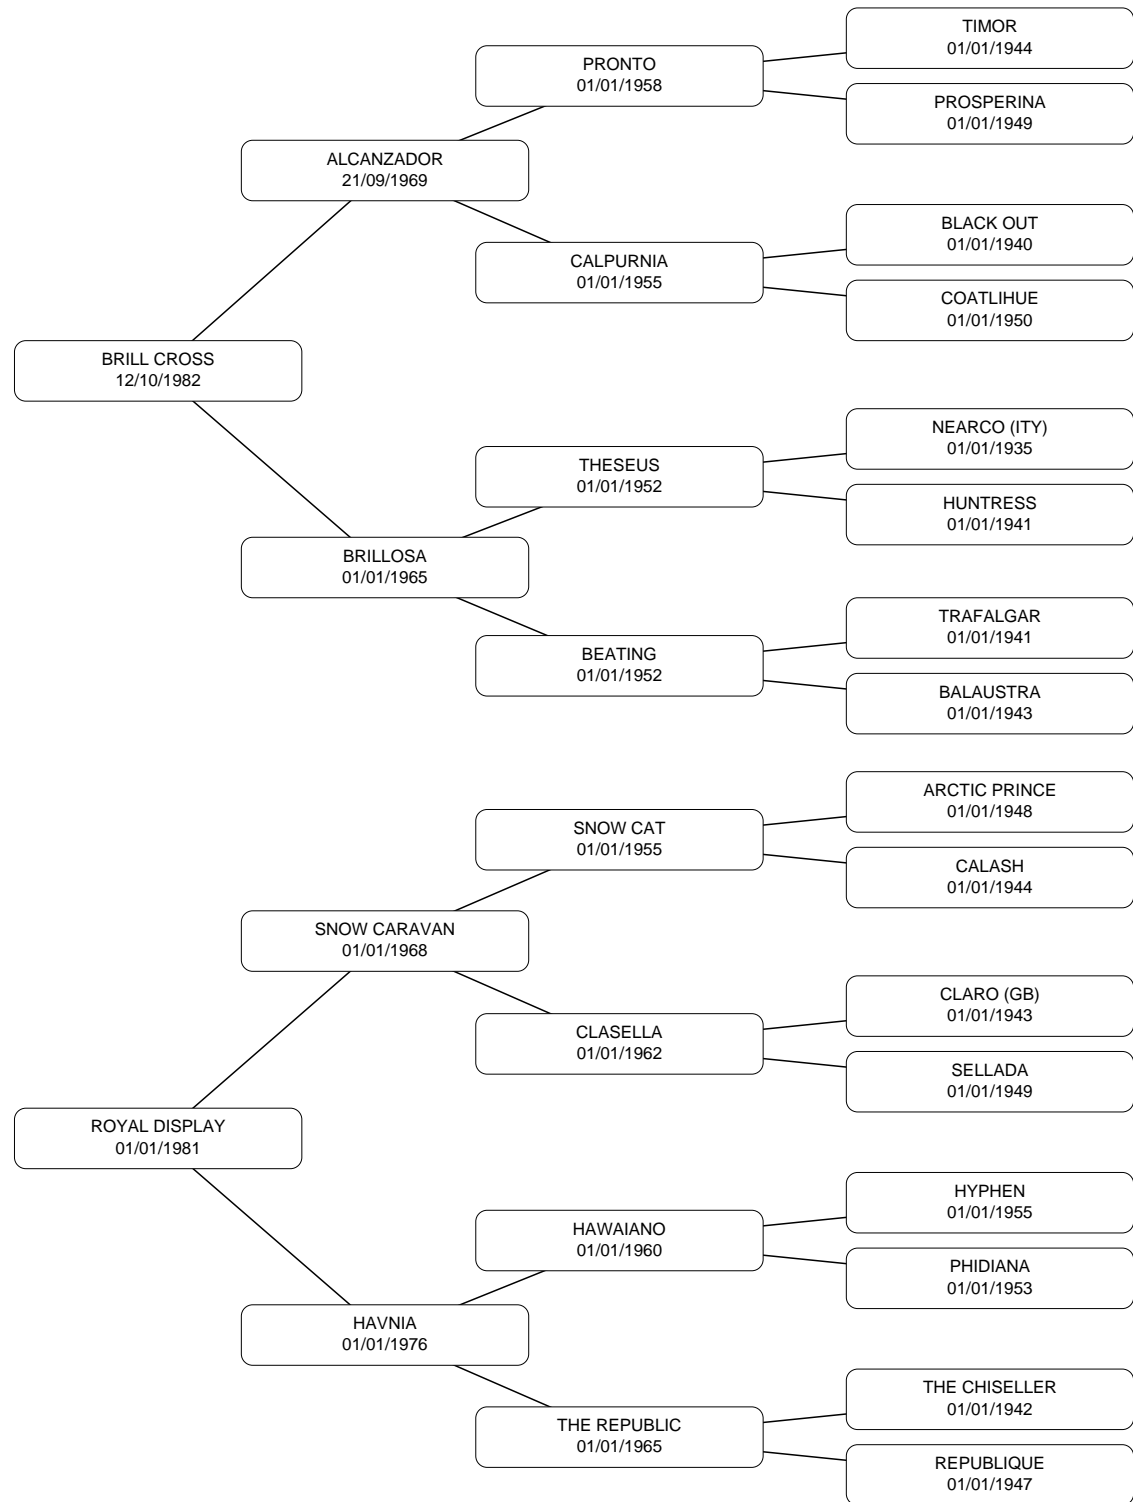 TIMOR
01/01/1944
PRONTO
01/01/1958
PROSPERINA
01/01/1949
ALCANZADOR
21/09/1969
BLACK OUT
01/01/1940
CALPURNIA
01/01/1955
COATLIHUE
01/01/1950
BRILL CROSS
12/10/1982
NEARCO (ITY)
01/01/1935
THESEUS
01/01/1952
HUNTRESS
01/01/1941
BRILLOSA
01/01/1965
TRAFALGAR
01/01/1941
BEATING
01/01/1952
BALAUSTRA
01/01/1943
ARCTIC PRINCE
01/01/1948
SNOW CAT
01/01/1955
CALASH
01/01/1944
SNOW CARAVAN
01/01/1968
CLARO (GB)
01/01/1943
CLASELLA
01/01/1962
SELLADA
01/01/1949
ROYAL DISPLAY
01/01/1981
HYPHEN
01/01/1955
HAWAIANO
01/01/1960
PHIDIANA
01/01/1953
HAVNIA
01/01/1976
THE CHISELLER
01/01/1942
THE REPUBLIC
01/01/1965
REPUBLIQUE
01/01/1947